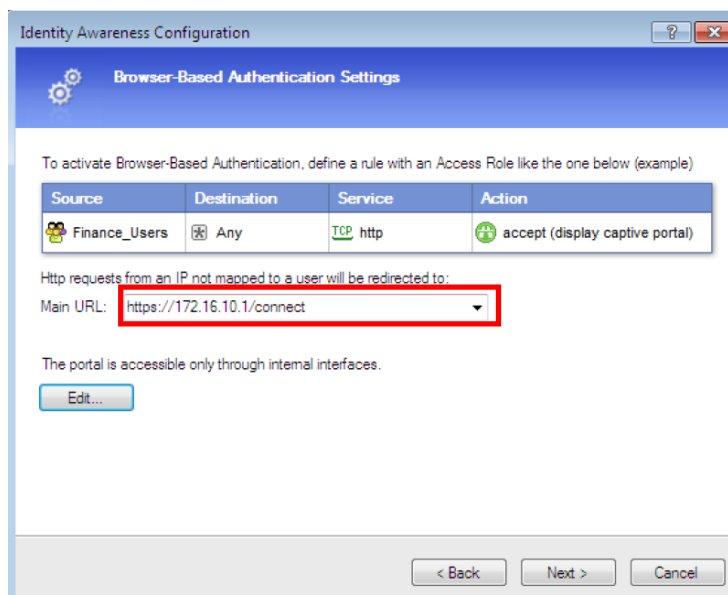 Identity Awareness Configuration
?
Browser-Based Authentication Settings
To activate Browser-Based Authentication, define a rule with an Access Role like the one below (example)
Source Destination Service Action
Finance_Users Any TCP http accept (display captive portal)
Http requests from an IP not mapped to a user will be redirected to:
Main URL: https://172.16.10.1/connect
The portal is accessible only through internal interfaces.
Edit...
< Back Next > Cancel